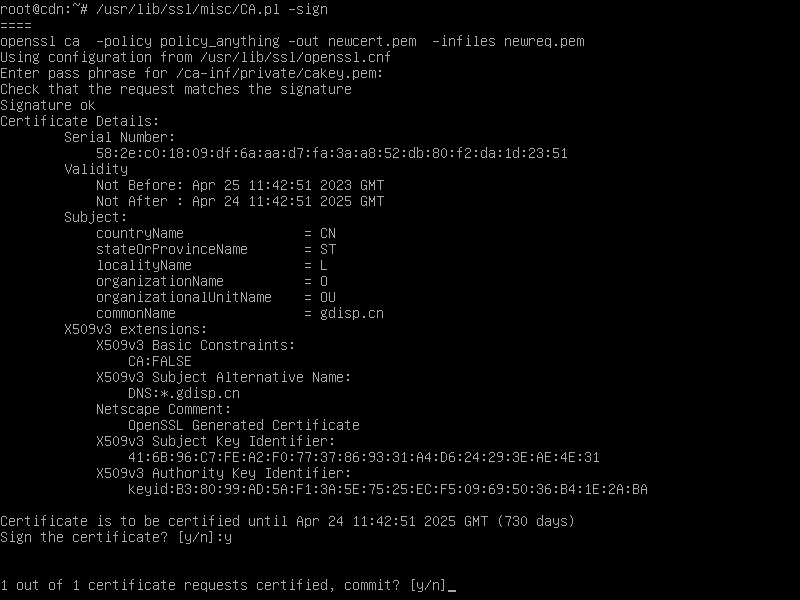 root@cdn:~# /usr/lib/ssl/misc/CA.pl -sign
====
openssl ca  -policy policy_anything -out newcert.pem  -infiles newreq.pem
Using configuration from /usr/lib/ssl/openssl.cnf
Enter pass phrase for /ca-inf/private/cakey.pem:
Check that the request matches the signature
Signature ok
Certificate Details:
        Serial Number:
            58:2e:c0:18:09:df:6a:aa:d7:fa:3a:a8:52:db:80:f2:da:1d:23:51
        Validity
            Not Before: Apr 25 11:42:51 2023 GMT
            Not After : Apr 24 11:42:51 2025 GMT
        Subject:
            countryName               = CN
            stateOrProvinceName       = ST
            localityName              = L
            organizationName          = O
            organizationalUnitName    = OU
            commonName                = gdisp.cn
        X509v3 extensions:
            X509v3 Basic Constraints:
                CA:FALSE
            X509v3 Subject Alternative Name:
                DNS:*.gdisp.cn
            Netscape Comment:
                OpenSSL Generated Certificate
            X509v3 Subject Key Identifier:
                41:6B:96:C7:FE:A2:F0:77:37:86:93:31:A4:D6:24:29:3E:AE:4E:31
            X509v3 Authority Key Identifier:
                keyid:B3:80:99:AD:5A:F1:3A:5E:75:25:EC:F5:09:69:50:36:B4:1E:2A:BA

Certificate is to be certified until Apr 24 11:42:51 2025 GMT (730 days)
Sign the certificate? [y/n]:y


1 out of 1 certificate requests certified, commit? [y/n]_